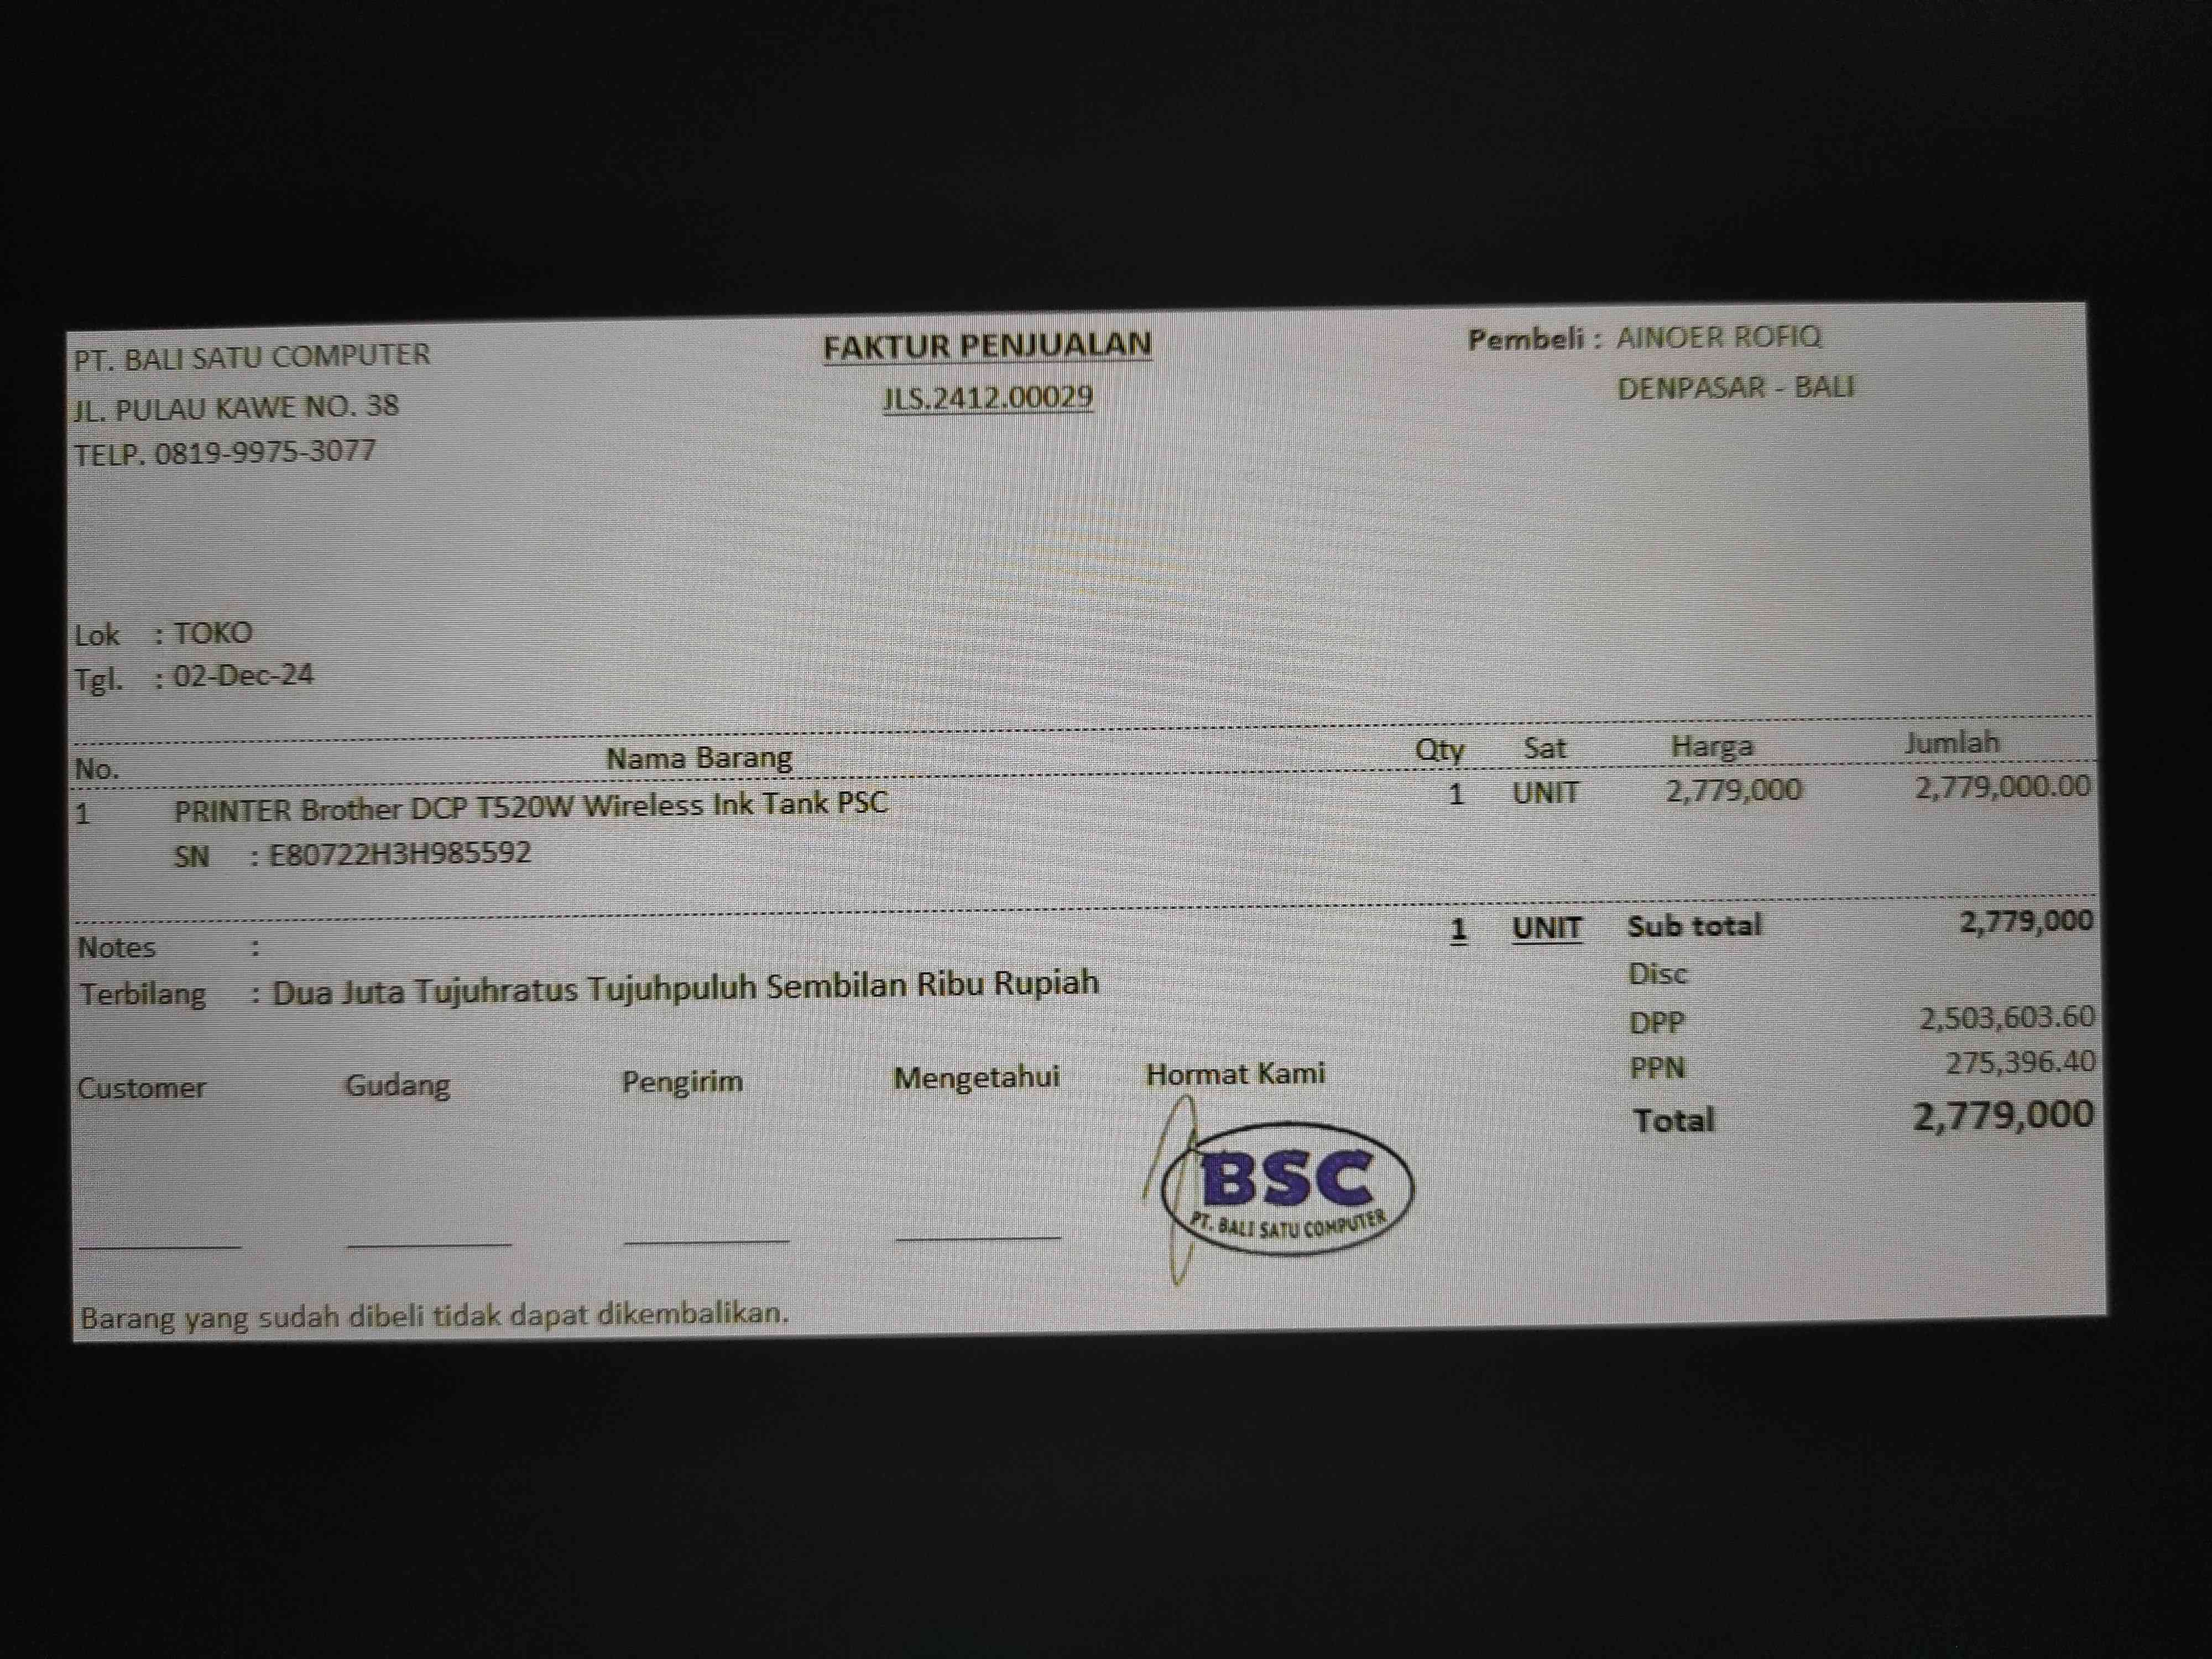 PT. BALI SATU COMPUTER
JL. PULAU KAWE NO. 38
TELP. 0819-9975-3077
FAKTUR PENJUALAN
JLS.2412.00029
Pembeli : AINOER ROFIQ
DENPASAR - BALI
Lok : TOKO
Tgl. : 02-Dec-24
No. Nama Barang Qty Sat Harga Jumlah
1 PRINTER Brother DCP T520W Wireless Ink Tank PSC 1 UNIT 2,779,000 2,779,000.00
SN : E80722H3H985592
1 UNIT Sub total 2,779,000
Notes :
Disc
Terbilang : Dua Juta Tujuhratus Tujuhpuluh Sembilan Ribu Rupiah
DPP 2,503,603.60
PPN 275,396.40
Total 2,779,000
Customer Gudang Pengirim Mengetahui Hormat Kami
BSC
PT. BALI SATU COMPUTER
Barang yang sudah dibeli tidak dapat dikembalikan.